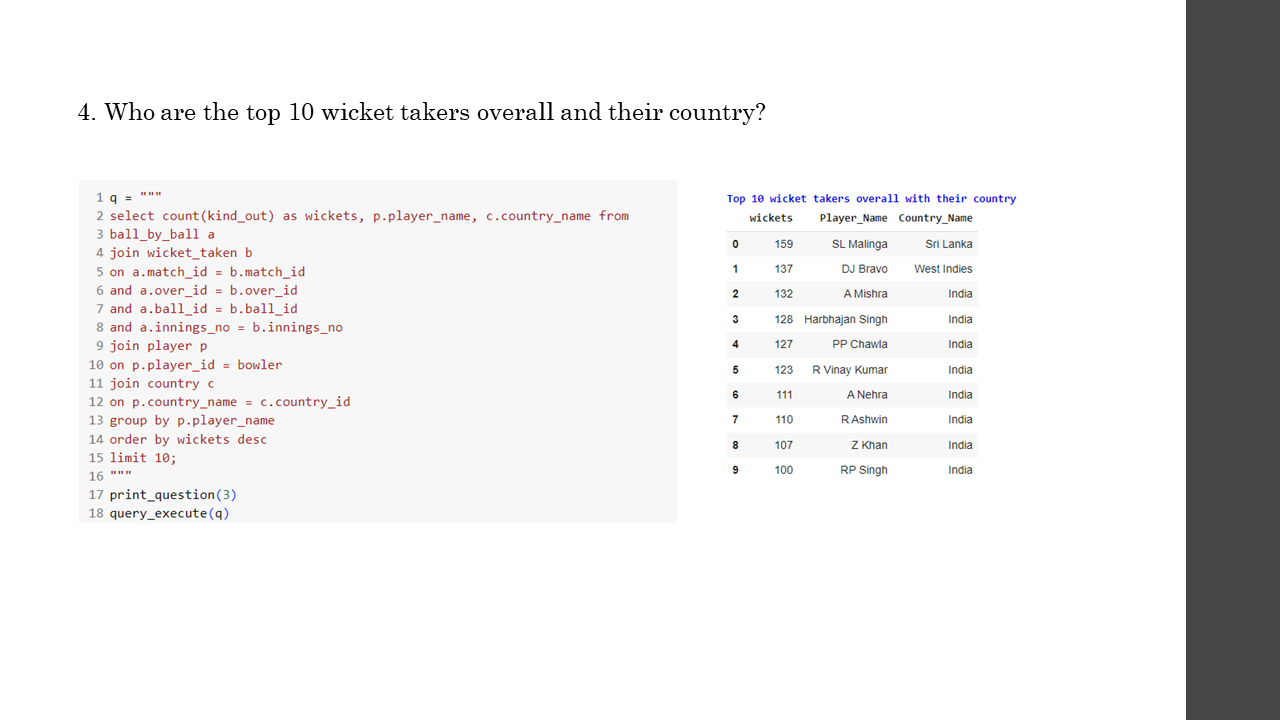 4. Who are the top 10 wicket takers overall and their country?
1 q = """
2 select count(kind_out) as wickets, p.player_name, c.country_name from
3 ball_by_ball a
4 join wicket_taken b
5 on a.match_id = b.match_id
6 and a.over_id = b.over_id
7 and a.ball_id = b.ball_id
8 and a.innings_no = b.innings_no
9 join player p
10 on p.player_id = bowler
11 join country c
12 on p.country_name = c.country_id
13 group by p.player_name
14 order by wickets desc
15 limit 10;
16 """
17 print_question(3)
18 query_execute(q)
Top 10 wicket takers overall with their country
wickets Player_Name Country_Name
0 159 SL Malinga Sri Lanka
1 137 DJ Bravo West Indies
2 132 A Mishra India
3 128 Harbhajan Singh India
4 127 PP Chawla India
5 123 R Vinay Kumar India
6 111 A Nehra India
7 110 R Ashwin India
8 107 Z Khan India
9 100 RP Singh India